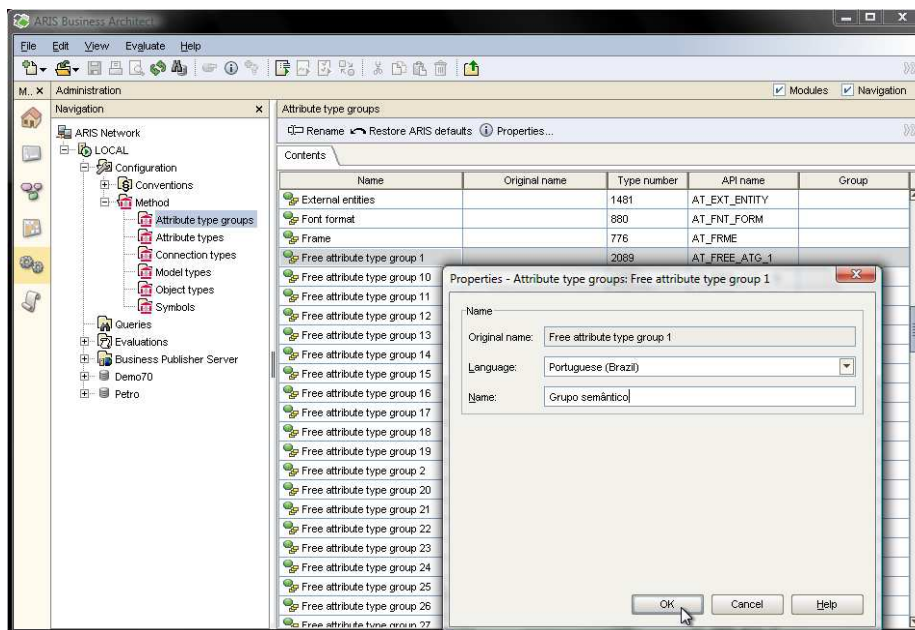 ARIS Business Architect
File Edit View Evaluate Help
M.. × Administration Modules Navigation
Navigation ×
ARIS Network
LOCAL
Configuration
Conventions
Method
Attribute type groups
Attribute types
Connection types
Model types
Object types
Symbols
Queries
Evaluations
Business Publisher Server
Demo70
Petro
Attribute type groups
Rename Restore ARIS defaults Properties...
Contents
Name Original name Type number API name Group
External entities 1481 AT_EXT_ENTITY
Font format 880 AT_FNT_FORM
Frame 776 AT_FRME
Free attribute type group 1 2089 AT_FREE_ATG_1
Free attribute type group 10
Free attribute type group 11
Free attribute type group 12
Free attribute type group 13
Free attribute type group 14
Free attribute type group 15
Free attribute type group 16
Free attribute type group 17
Free attribute type group 18
Free attribute type group 19
Free attribute type group 2
Free attribute type group 20
Free attribute type group 21
Free attribute type group 22
Free attribute type group 23
Free attribute type group 24
Free attribute type group 25
Free attribute type group 26
Free attribute type group 27
Properties - Attribute type groups: Free attribute type group 1
Name
Original name: Free attribute type group 1
Language: Portuguese (Brazil)
Name: Grupo semântico
OK Cancel Help